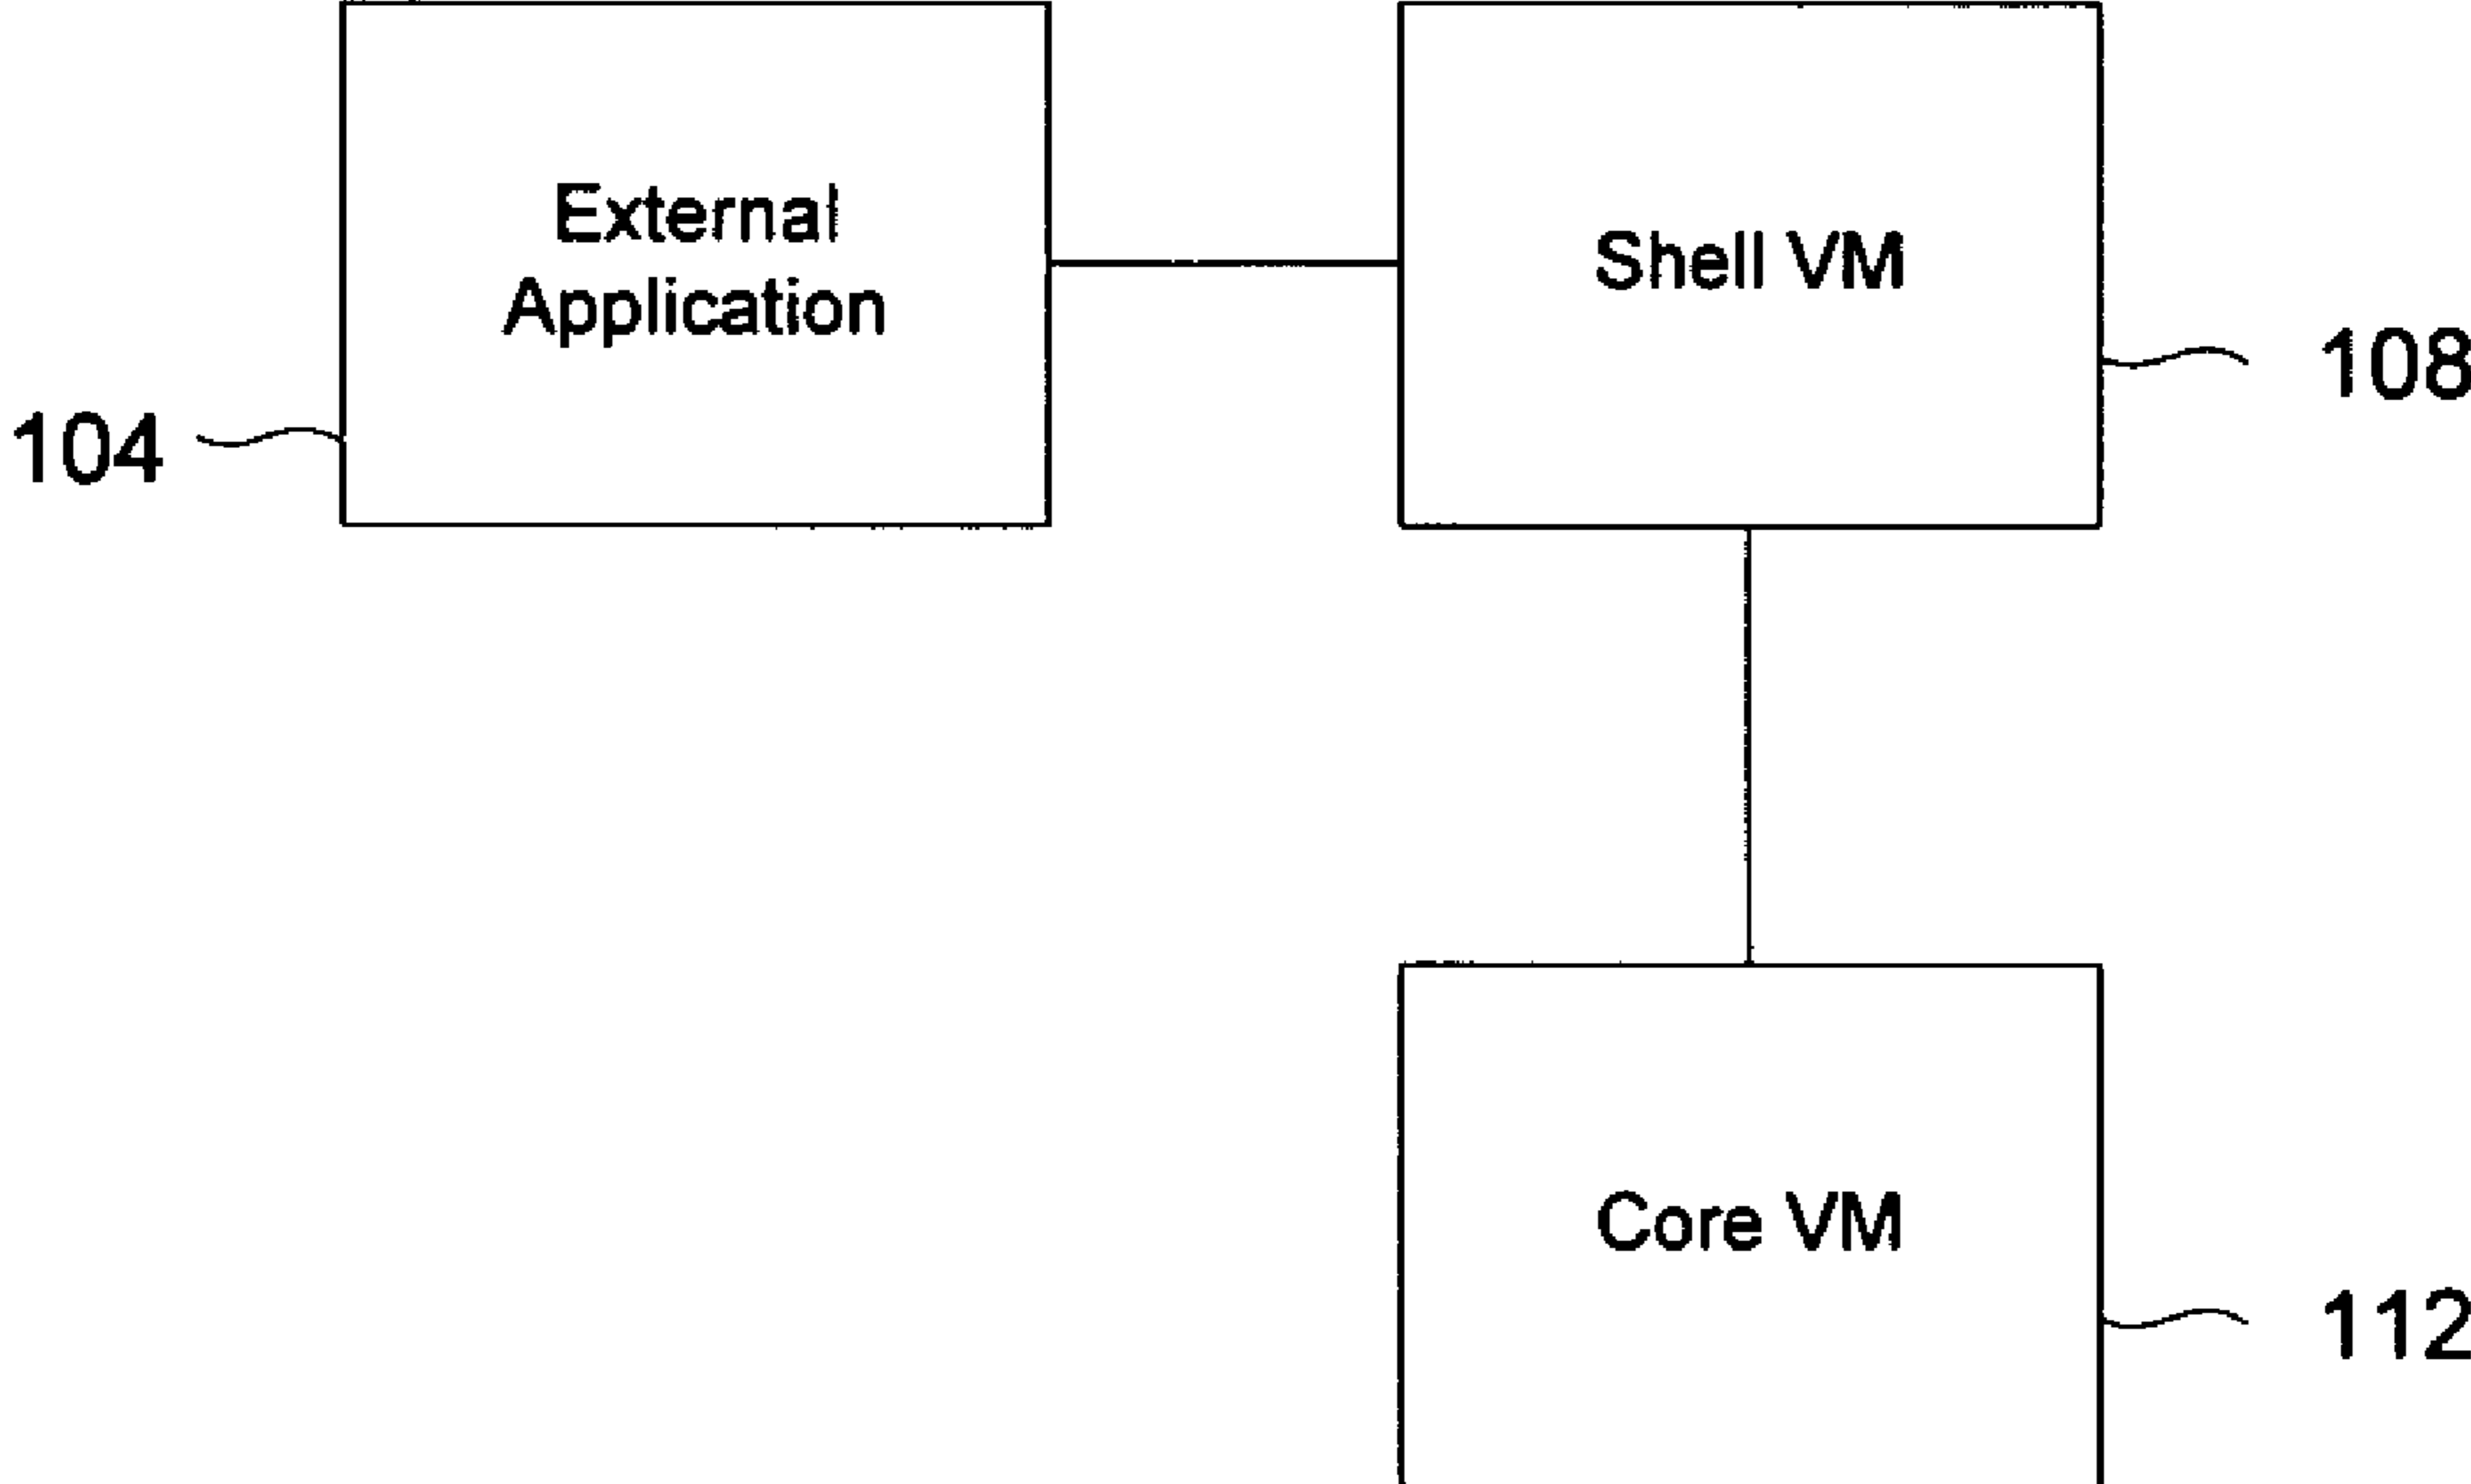 External
Application
Shell VM
108
104
Core VM
112